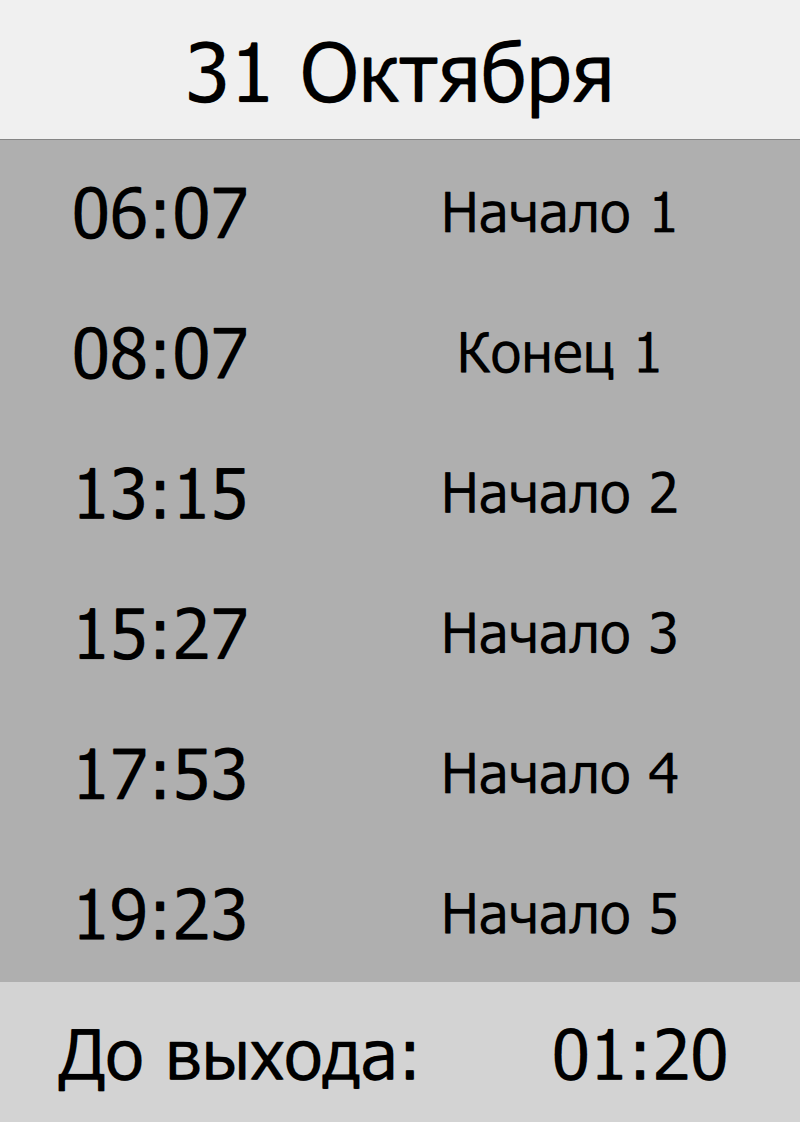 31 Октября
06:07 Начало 1
08:07 Конец 1
13:15 Начало 2
15:27 Начало 3
17:53 Начало 4
19:23 Начало 5
До выхода: 01:20